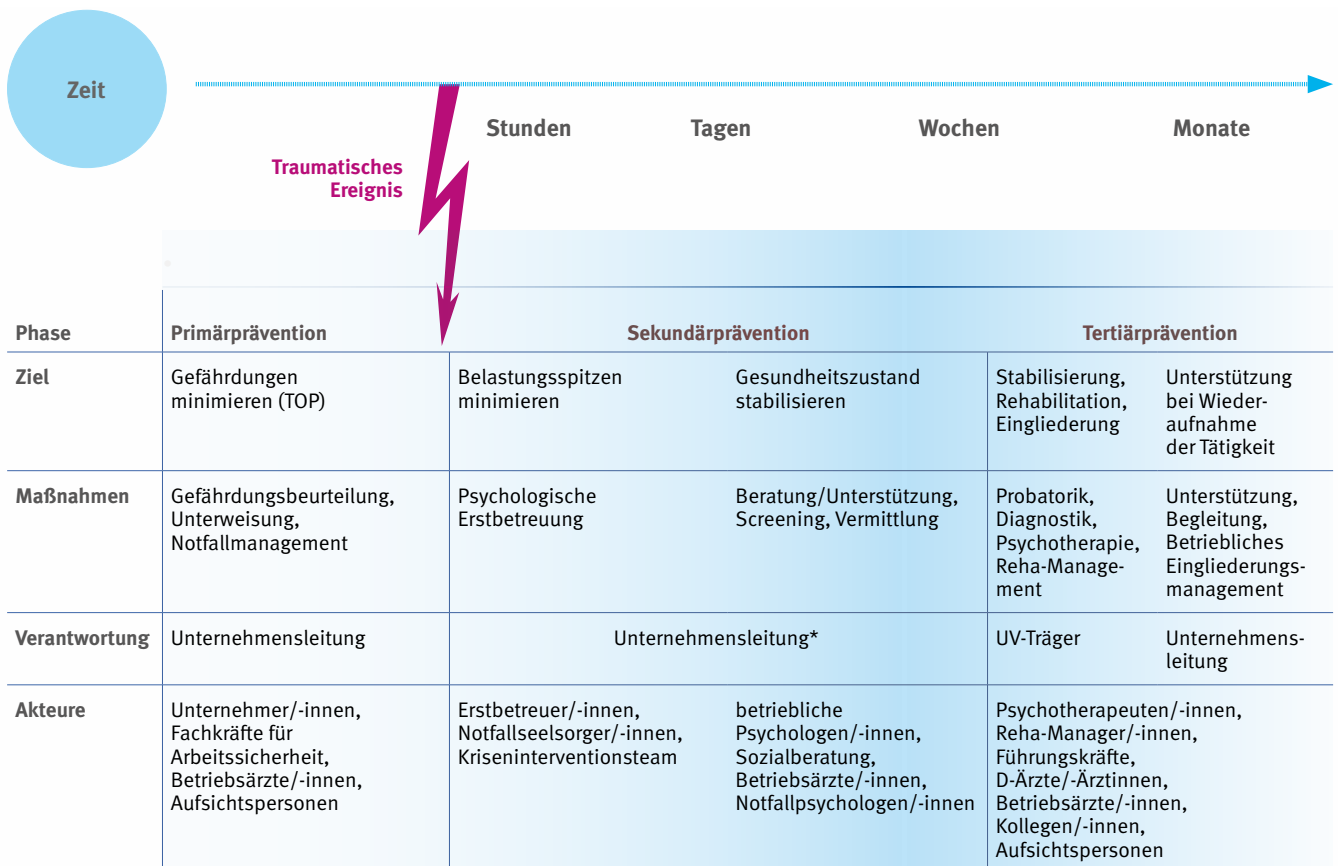 Zeit
Stunden
Tagen
Wochen
Monate
Traumatisches
Ereignis
Phase
Primärprävention
Sekundärprävention
Tertiärprävention
Ziel
Gefährdungen
minimieren (TOP)
Belastungsspitzen
minimieren
Gesundheitszustand
stabilisieren
Stabilisierung,
Rehabilitation,
Eingliederung
Unterstützung
bei Wieder-
aufnahme
der Tätigkeit
Maßnahmen
Gefährdungsbeurteilung,
Unterweisung,
Notfallmanagement
Psychologische
Erstbetreuung
Beratung/Unterstützung,
Screening, Vermittlung
Probatorik,
Diagnostik,
Psychotherapie,
Reha-Manage-
ment
Unterstützung,
Begleitung,
Betriebliches
Eingliederungs-
management
Verantwortung
Unternehmensleitung
Unternehmensleitung*
UV-Träger
Unternehmens-
leitung
Akteure
Unternehmer/-innen,
Fachkräfte für
Arbeitssicherheit,
Betriebsärzte/-innen,
Aufsichtspersonen
Erstbetreuer/-innen,
Notfallseelsorger/-innen,
Kriseninterventionsteam
betriebliche
Psychologen/-innen,
Sozialberatung,
Betriebsärzte/-innen,
Notfallpsychologen/-innen
Psychotherapeuten/-innen,
Reha-Manager/-innen,
Führungskräfte,
D-Ärzte/-Ärztinnen,
Betriebsärzte/-innen,
Kollegen/-innen,
Aufsichtspersonen